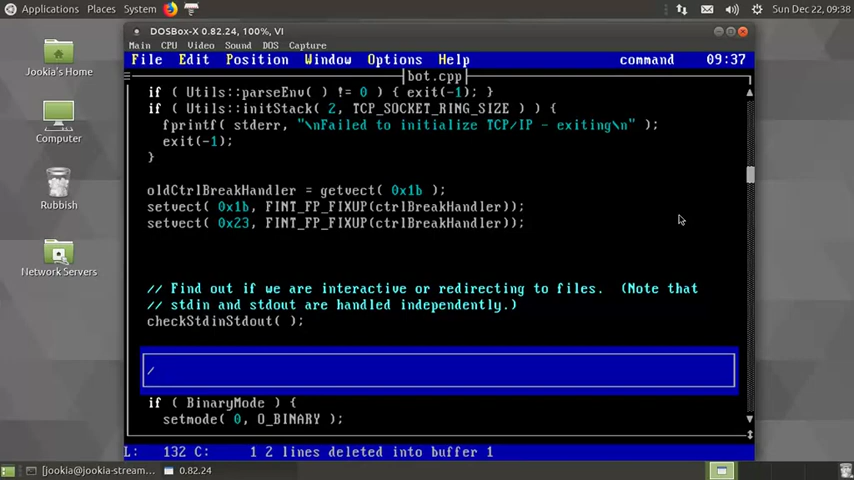 Applications Places System
Sun Dec 22, 09:38
DOSBox-X 0.82.24, 100%, VI
Main CPU Video Sound DOS Capture
File Edit Position Window Options Help command 09:37
bot.cpp
if ( Utils::parseEnv( ) != 0 ) { exit(-1); }
if ( Utils::initStack( 2, TCP_SOCKET_RING_SIZE ) ) {
fprintf( stderr, "\nFailed to initialize TCP/IP - exiting\n" );
exit(-1);
}
oldCtrlBreakHandler = getvect( 0x1b );
setvect( 0x1b, FINT_FP_FIXUP(ctrlBreakHandler));
setvect( 0x23, FINT_FP_FIXUP(ctrlBreakHandler));
// Find out if we are interactive or redirecting to files. (Note that
// stdin and stdout are handled independently.)
checkStdinStdout( );
/
if ( BinaryMode ) {
setmode( 0, O_BINARY );
L: 132 C: 1 2 lines deleted into buffer 1
Jookia's Home
Computer
Rubbish
Network Servers
[jookia@jookia-stream...
0.82.24